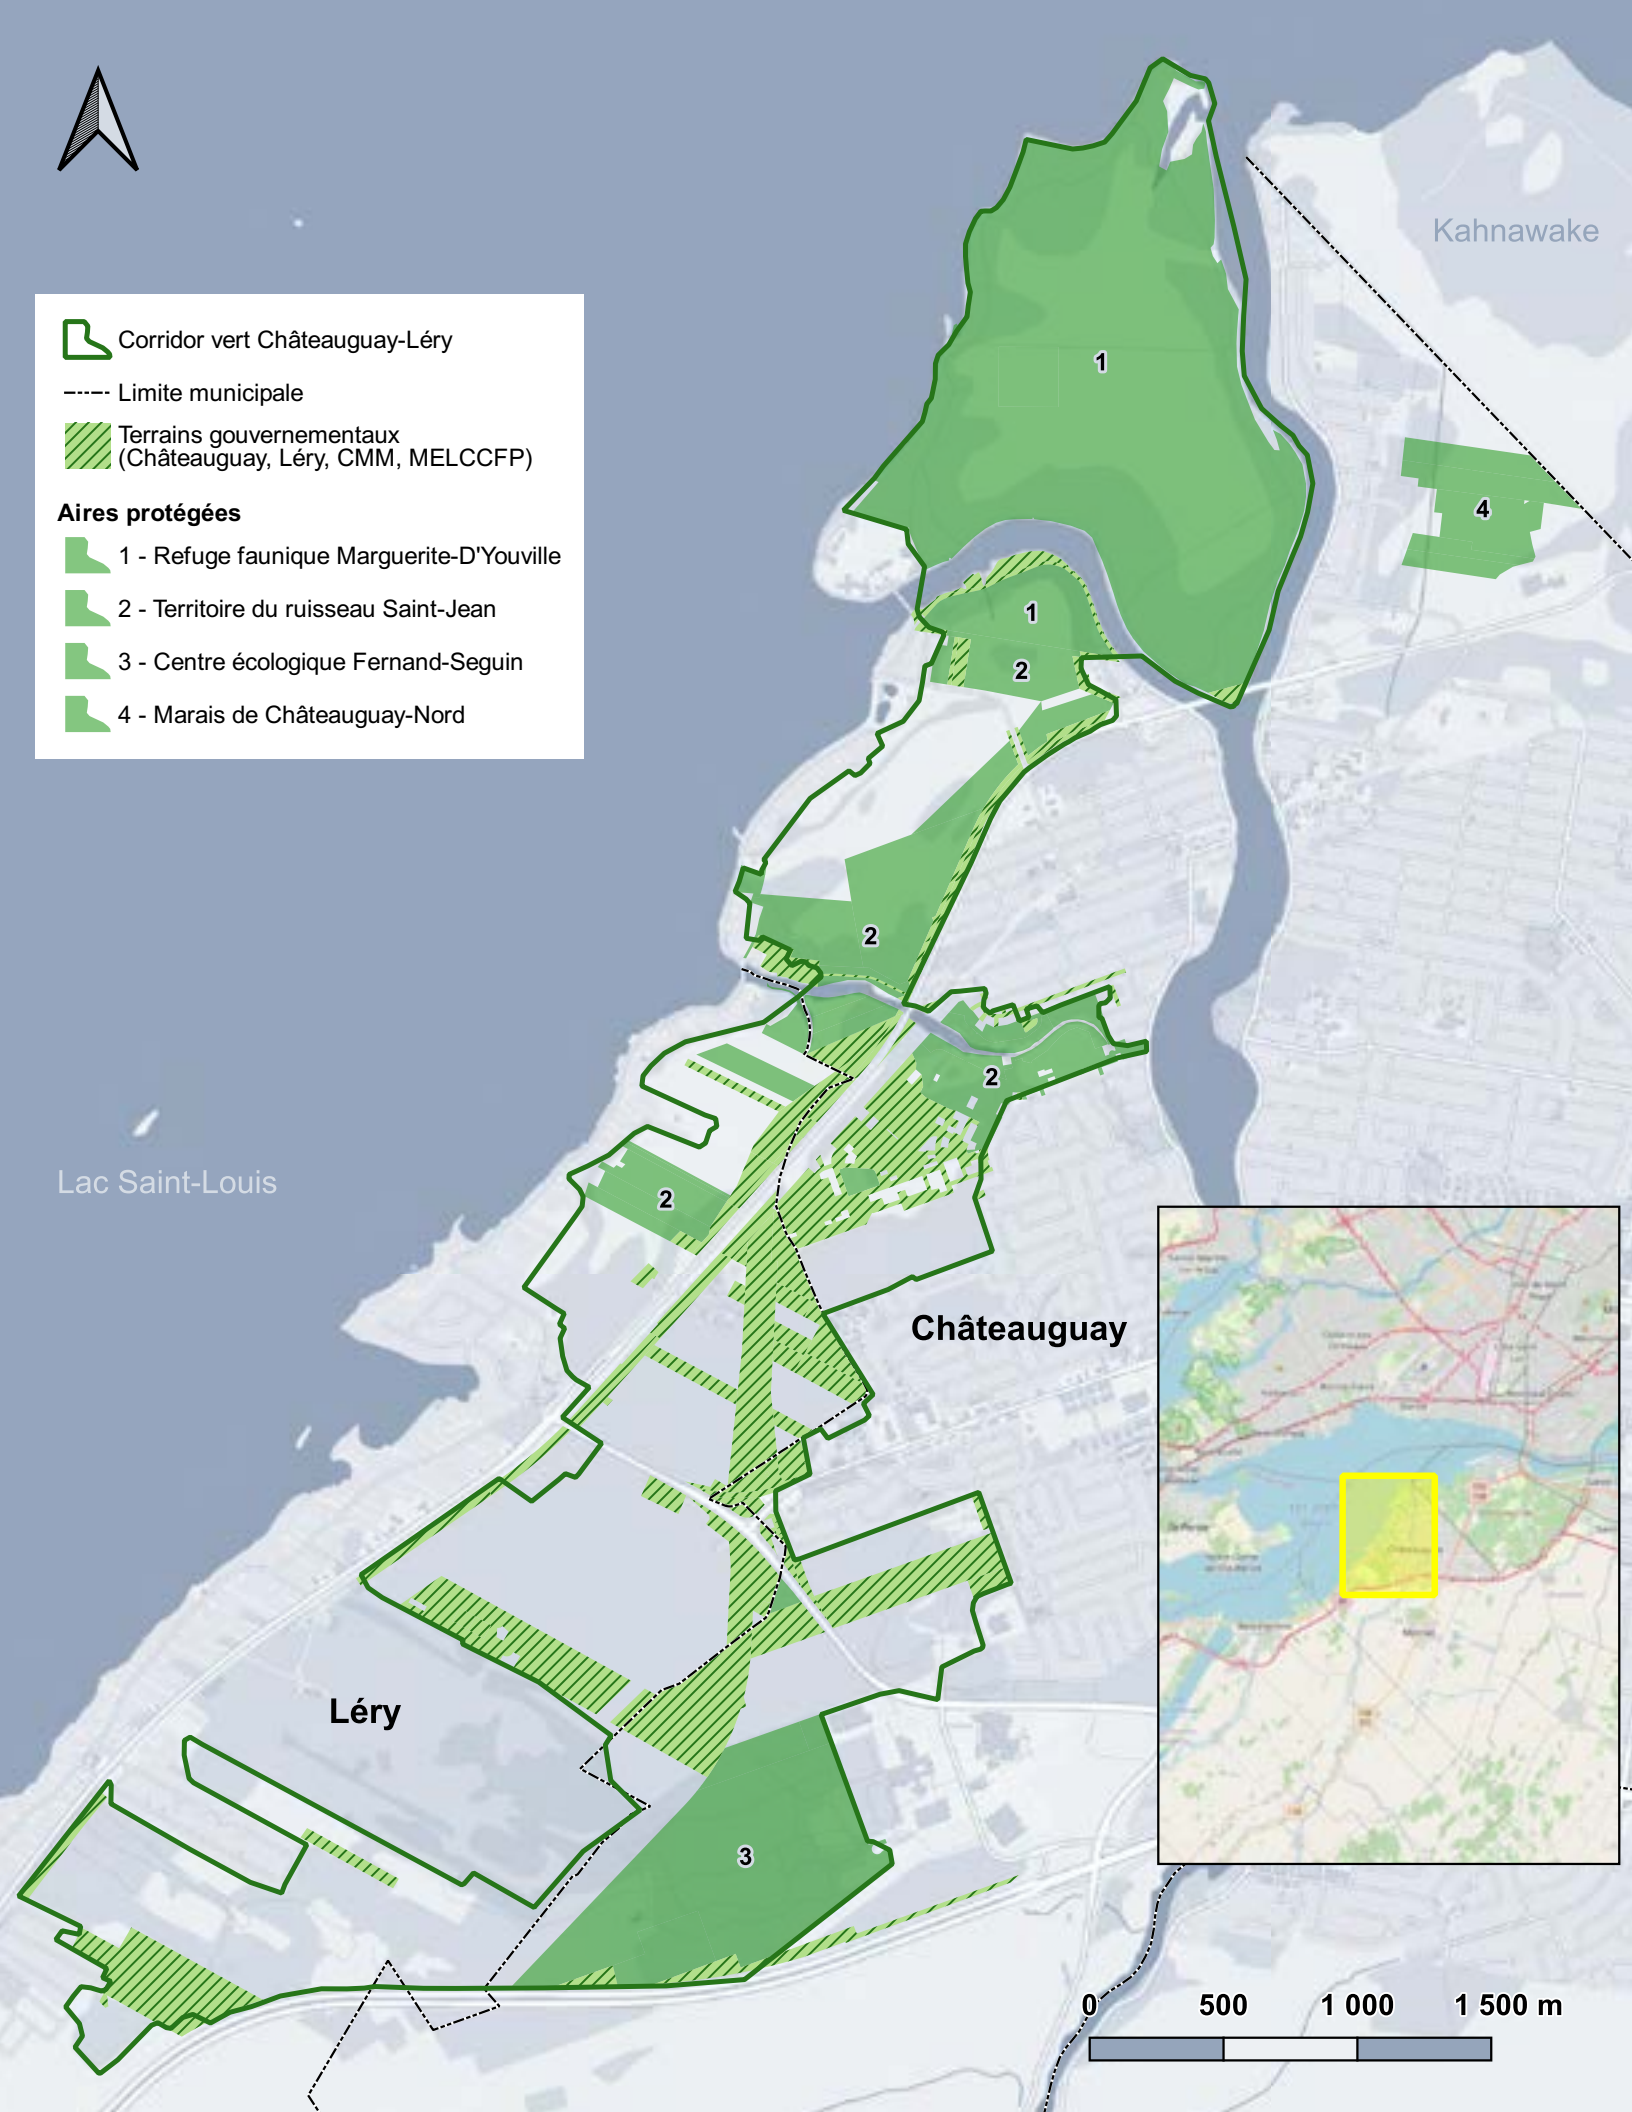 Kahnawake
Corridor vert Châteauguay-Léry
Limite municipale
Terrains gouvernementaux
(Châteauguay, Léry, CMM, MELCCFP)
Aires protégées
1 - Refuge faunique Marguerite-D'Youville
2 - Territoire du ruisseau Saint-Jean
3 - Centre écologique Fernand-Seguin
4 - Marais de Châteauguay-Nord
1
4
1
2
2
2
Lac Saint-Louis
2
Châteauguay
Léry
3
0 500 1 000 1 500 m